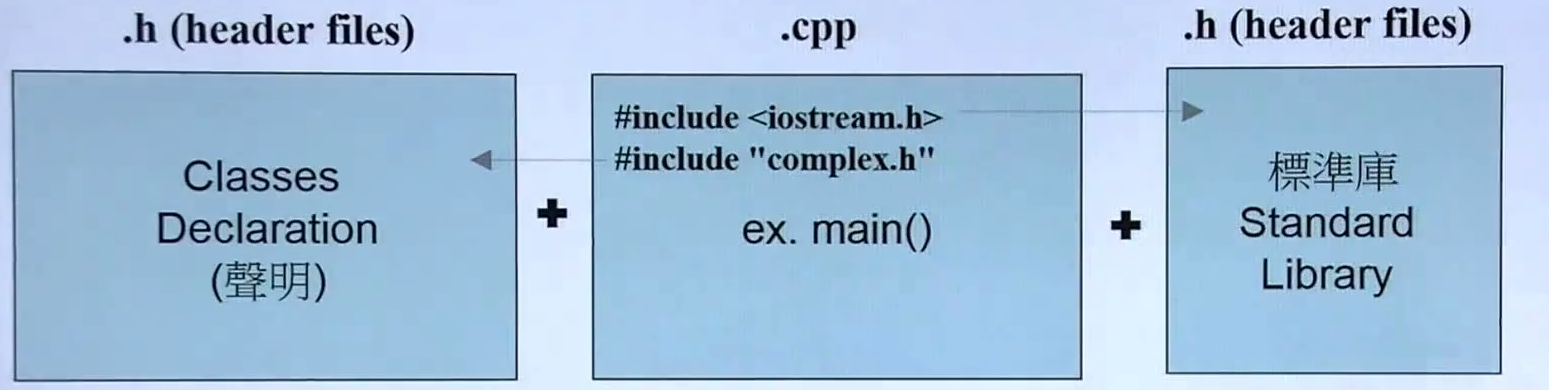 .h (header files)
Classes
Declaration
(聲明)
.cpp
#include <iostream.h>
#include "complex.h"
ex. main()
.h (header files)
標準庫
Standard
Library